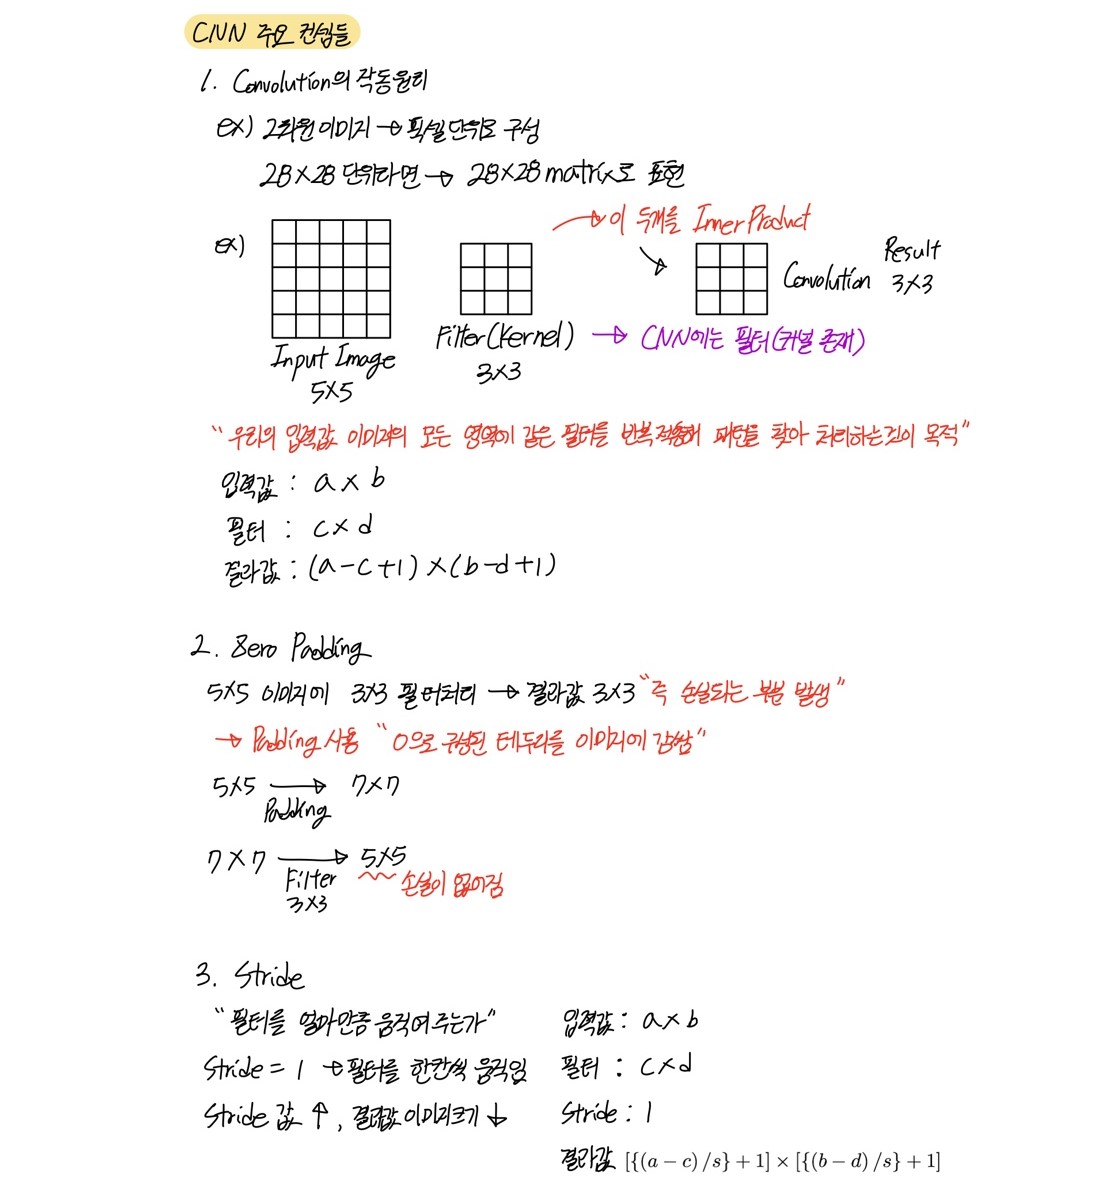 CNN 주요 컨셉들
1. Convolution의 작동원리
ex) 2차원 이미지 → 픽셀 단위로 구성
28×28 단위라면 → 28×28 matrix로 표현
→ 이 두개를 Inner Product
ex)
Input Image
5×5
Filter(Kernel)
3×3
Convolution
Result
3×3
→ CNN에는 필터(커널 존재)
"우리의 입력값 이미지의 모든 영역에 같은 필터를 반복적용해 패턴을 찾아 처리하는것이 목적"
입력값 : a×b
필터 : c×d
결과값 : (a-c+1)×(b-d+1)
2. Zero Padding
5×5 이미지에 3×3 필터처리 → 결과값 3×3 "즉 손실되는 부분 발생"
→ Padding 사용 "0으로 구성된 테두리를 이미지에 감쌈"
5×5 → 7×7
Padding
7×7 → 5×5
Filter
3×3
손실이 없어짐
3. Stride
"필터를 얼마만큼 움직여 주는가"
Stride = 1 → 필터를 한칸씩 움직임
Stride 값 ↑, 결과값 이미지크기 ↓
입력값 : a×b
필터 : c×d
Stride : 1
결과값 [{(a − c) /s} + 1] × [{(b − d) /s} + 1]